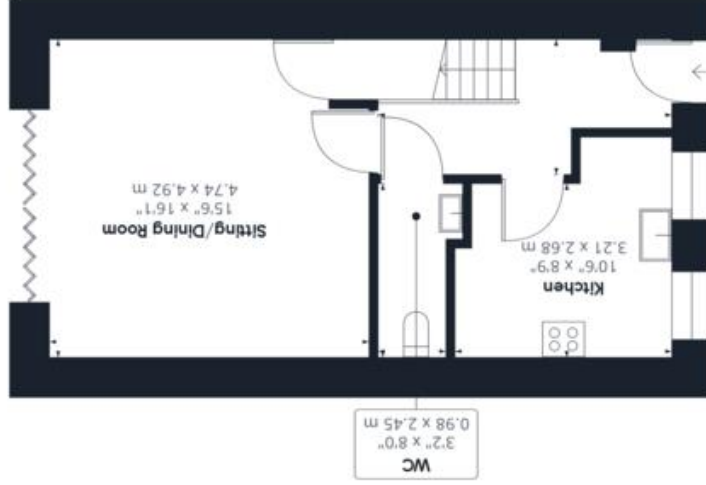 WC
3'2" x 8'0"
0.98 x 2.45 m
Kitchen
10'6" x 8'9"
3.21 x 2.68 m
Sitting/Dining Room
15'6" x 16'1"
4.74 x 4.92 m